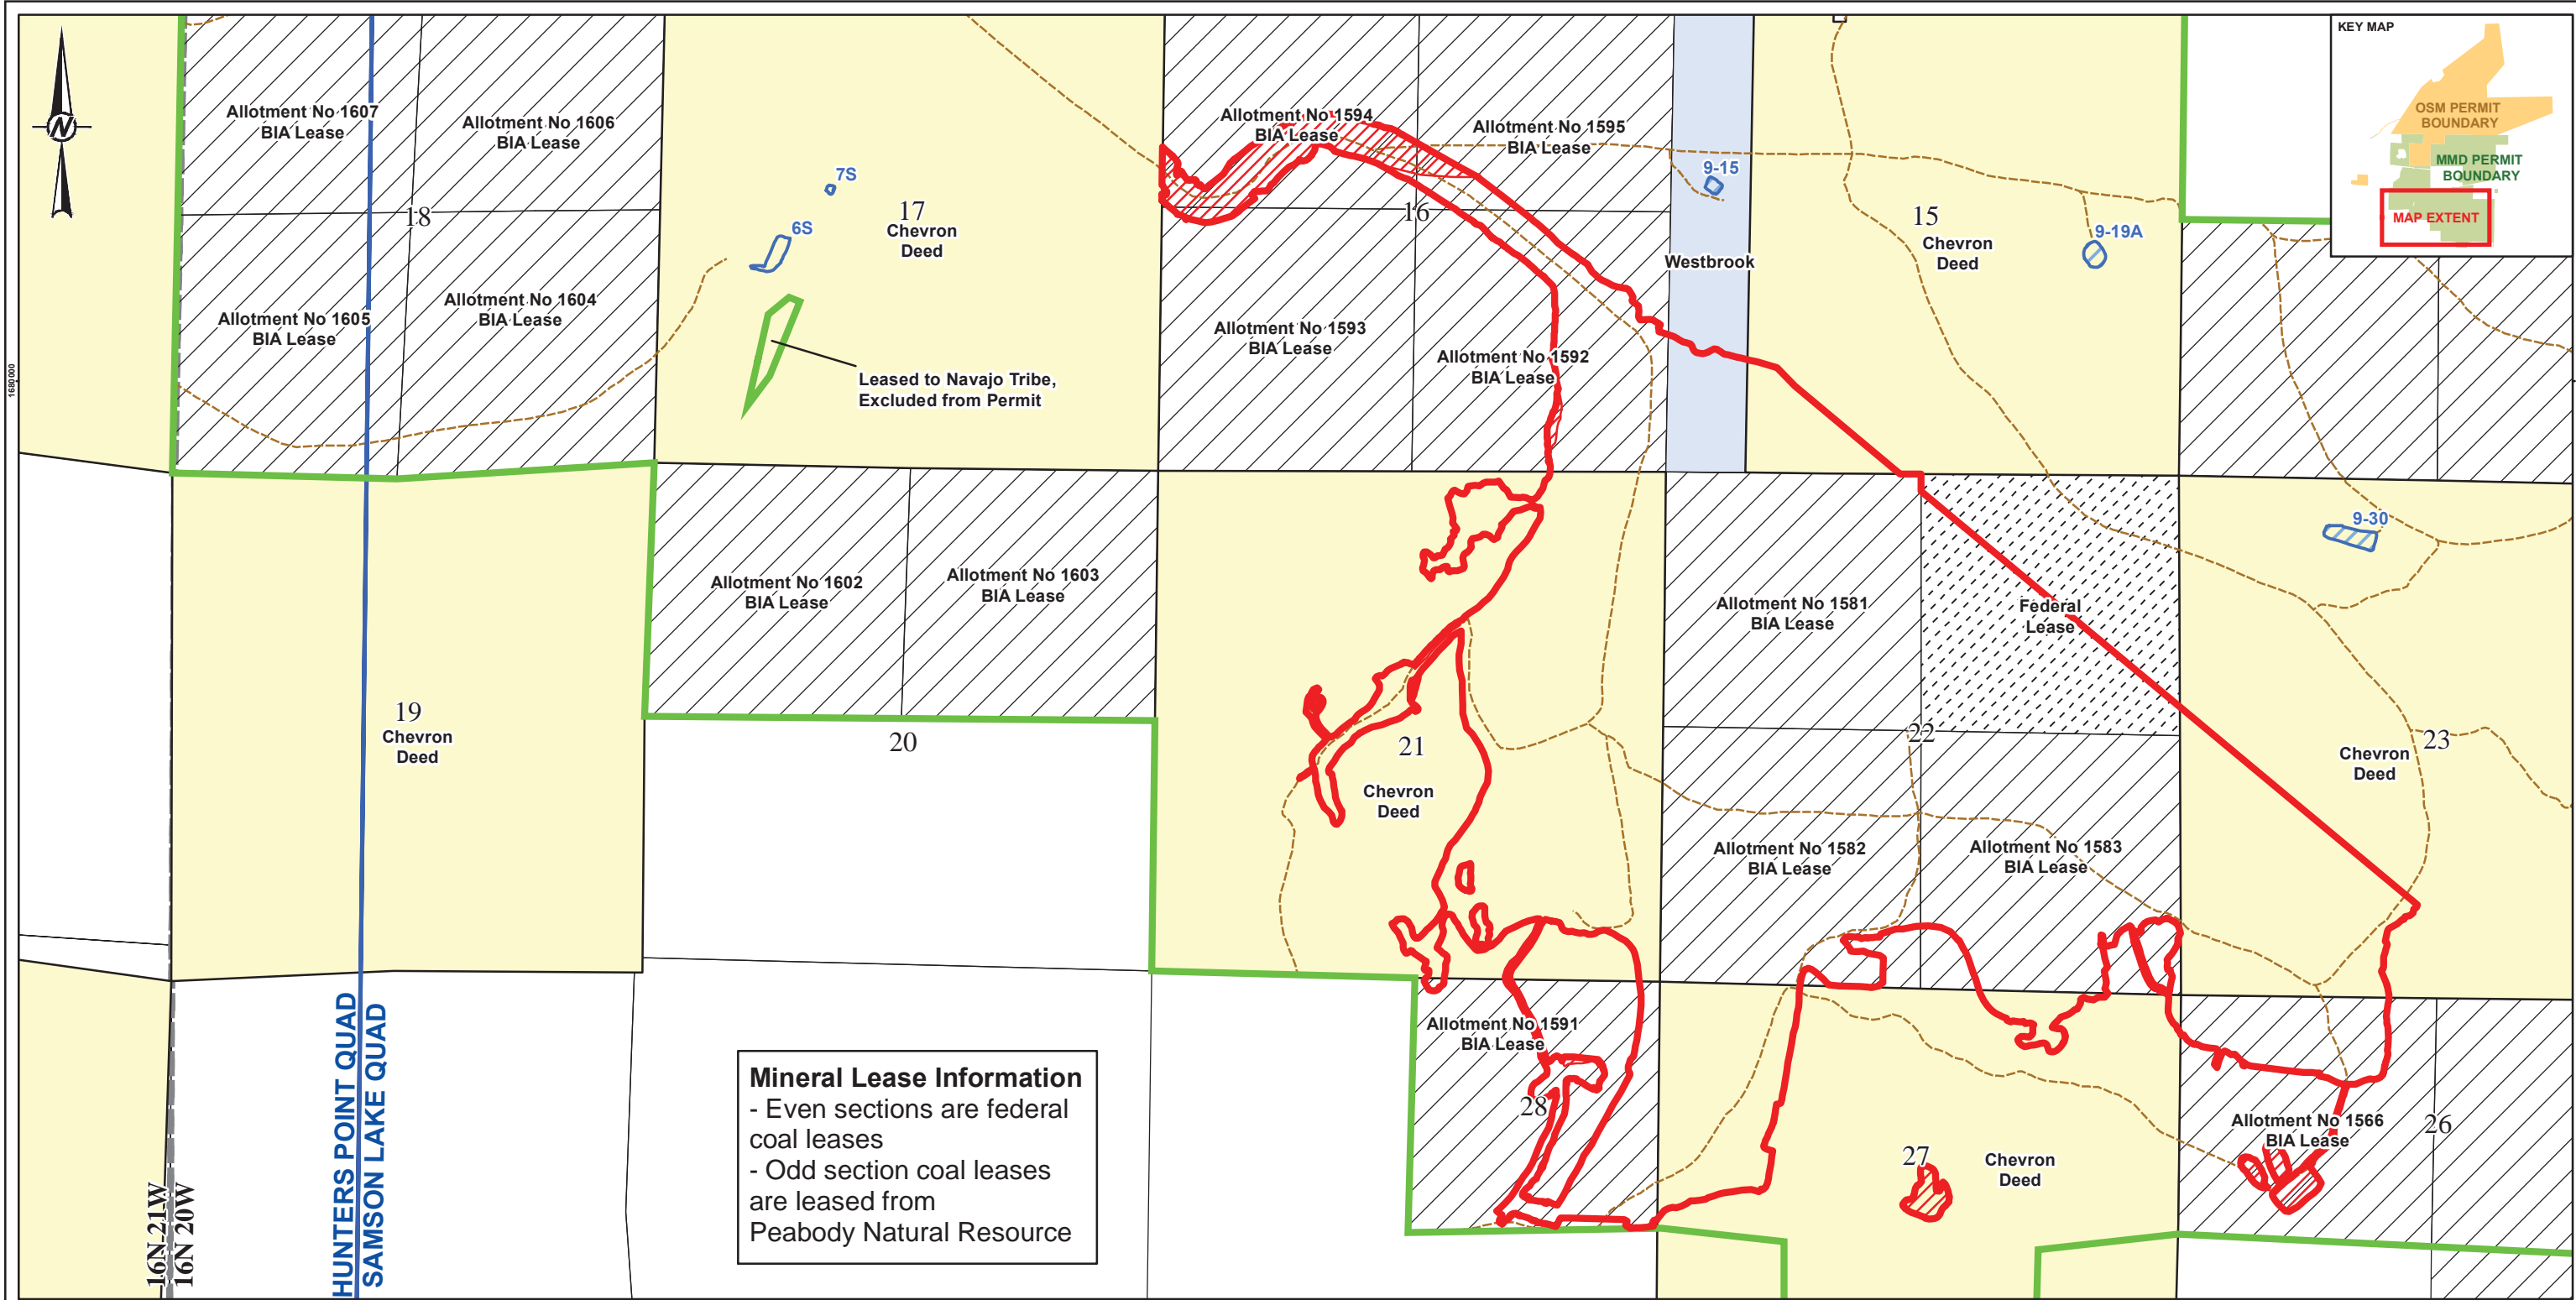 KEY MAP
OSM PERMIT
BOUNDARY
MMD PERMIT
BOUNDARY
MAP EXTENT
N
1680000
Allotment No 1607
BIA Lease
Allotment No 1606
BIA Lease
18
Allotment No 1605
BIA Lease
Allotment No 1604
BIA Lease
7S
6S
17
Chevron
Deed
Leased to Navajo Tribe,
Excluded from Permit
Allotment No 1594
BIA Lease
Allotment No 1595
BIA Lease
16
Allotment No 1593
BIA Lease
Allotment No 1592
BIA Lease
9-15
Westbrook
15
Chevron
Deed
9-19A
9-30
19
Chevron
Deed
Allotment No 1602
BIA Lease
Allotment No 1603
BIA Lease
20
21
Chevron
Deed
Allotment No 1581
BIA Lease
Federal
Lease
22
Allotment No 1582
BIA Lease
Allotment No 1583
BIA Lease
23
Chevron
Deed
Allotment No 1591
BIA Lease
28
27
Chevron
Deed
Allotment No 1566
BIA Lease
26
16N 21W
16N 20W
HUNTERS POINT QUAD
SAMSON LAKE QUAD
Mineral Lease Information
- Even sections are federal
coal leases
- Odd section coal leases
are leased from
Peabody Natural Resource